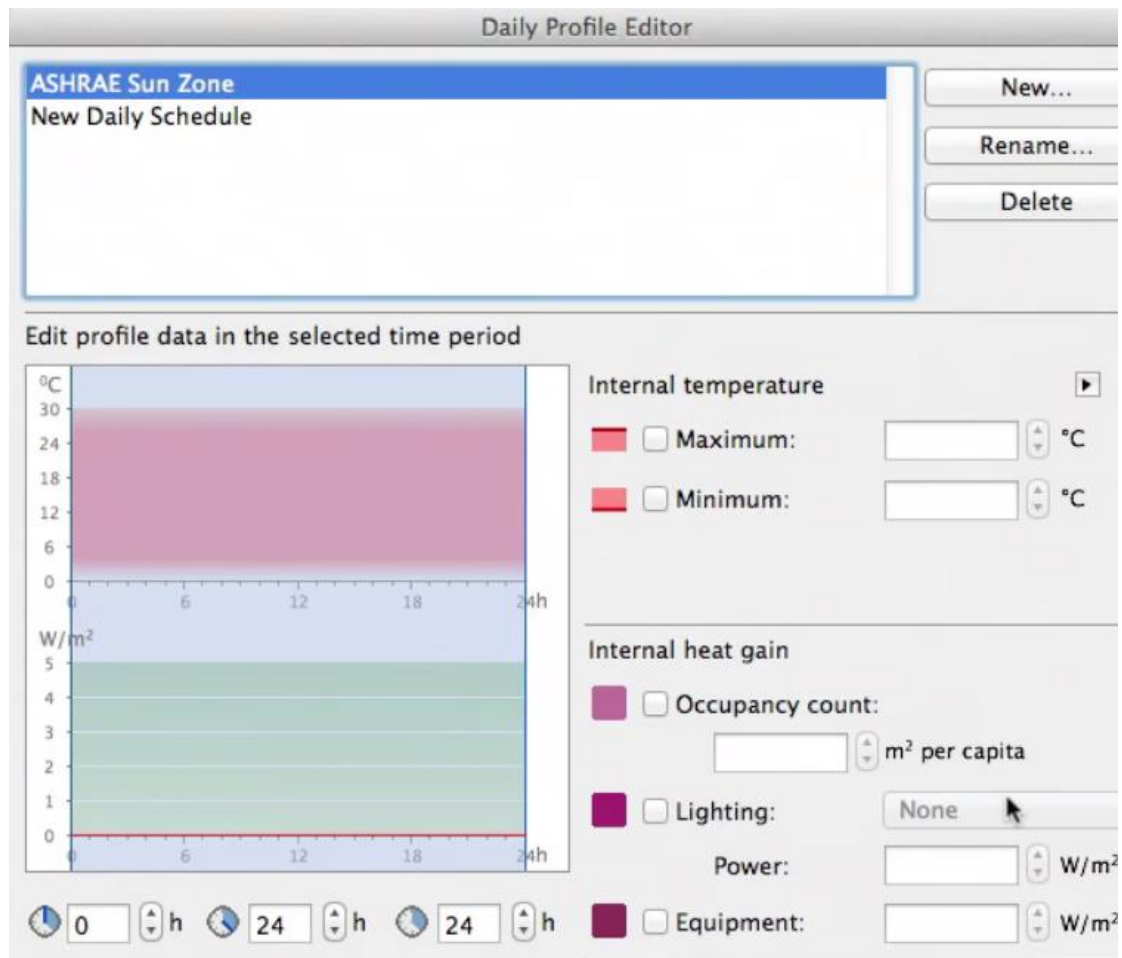 Daily Profile Editor
ASHRAE Sun Zone
New Daily Schedule
New...
Rename...
Delete
Edit profile data in the selected time period
⁰C
30
24
18
12
6
0
0 6 12 18 24h
W/m²
5
4
3
2
1
0
0 6 12 18 24h
0 h 24 h 24 h
Internal temperature
Maximum: °C
Minimum: °C
Internal heat gain
Occupancy count:
m² per capita
Lighting: None
Power: W/m²
Equipment: W/m²